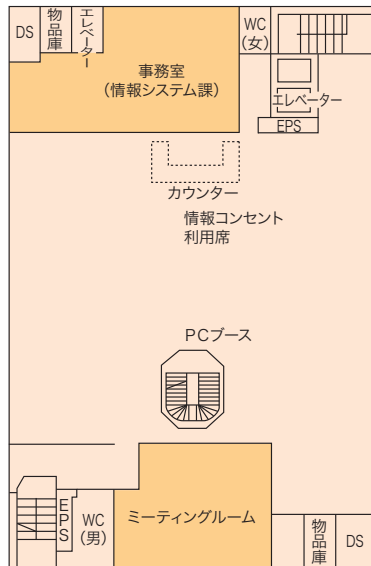 DS
物品庫
エレベーター
事務室
(情報システム課)
WC
(女)
エレベーター
EPS
カウンター
情報コンセント
利用席
PCブース
EPS
WC
(男)
ミーティングルーム
物品庫
DS